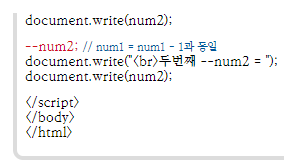 document.write(num2);
--num2; // num1 = num1 - 1과 동일
document.write("<br>두번째 --num2 = ");
document.write(num2);
</script>
</body>
</html>